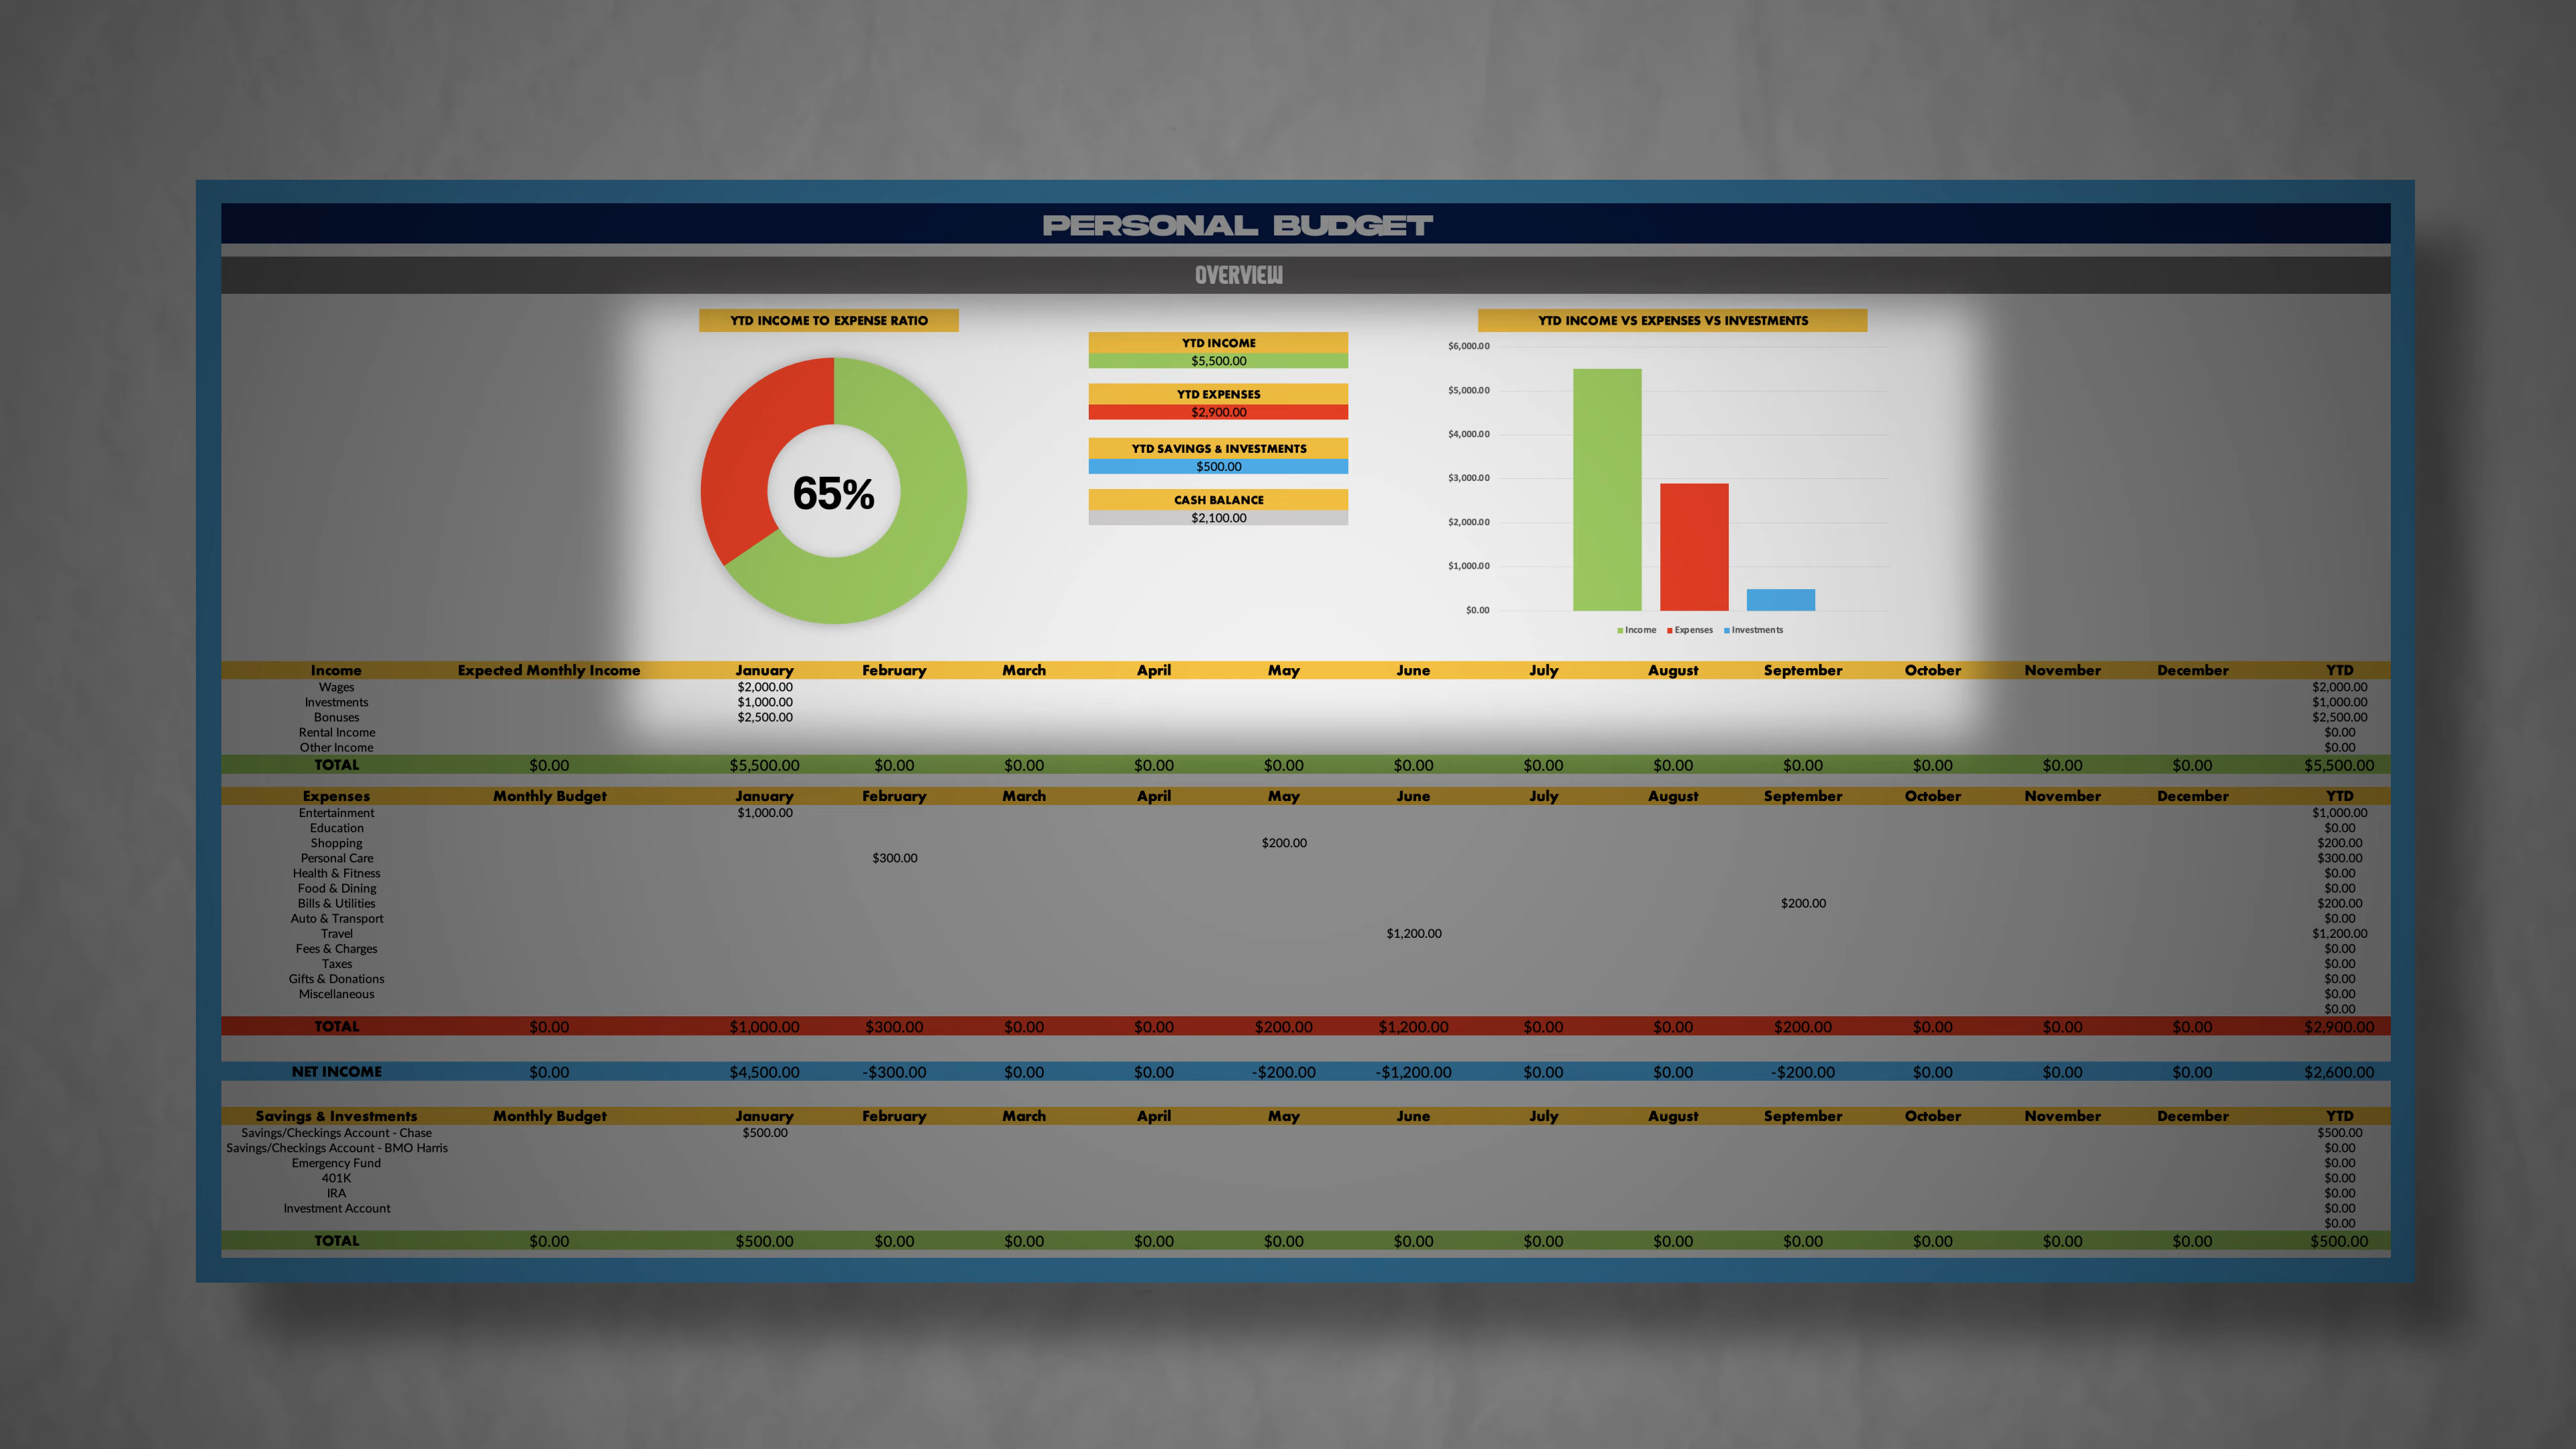 PERSONAL BUDGET
OVERVIEW
YTD INCOME TO EXPENSE RATIO
65%
YTD INCOME
$5,500.00
YTD EXPENSES
$2,900.00
YTD SAVINGS & INVESTMENTS
$500.00
CASH BALANCE
$2,100.00
YTD INCOME VS EXPENSES VS INVESTMENTS
$6,000.00
$5,000.00
$4,000.00
$3,000.00
$2,000.00
$1,000.00
$0.00
Income Expenses Investments
Income Expected Monthly Income January February March April May June July August September October November December YTD
Wages $2,000.00 $2,000.00
Investments $1,000.00 $1,000.00
Bonuses $2,500.00 $2,500.00
Rental Income $0.00
Other Income $0.00
TOTAL $0.00 $5,500.00 $0.00 $0.00 $0.00 $0.00 $0.00 $0.00 $0.00 $0.00 $0.00 $0.00 $0.00 $5,500.00
Expenses Monthly Budget January February March April May June July August September October November December YTD
Entertainment $1,000.00 $1,000.00
Education $0.00
Shopping $200.00 $200.00
Personal Care $300.00 $300.00
Health & Fitness $0.00
Food & Dining $0.00
Bills & Utilities $200.00 $200.00
Auto & Transport $0.00
Travel $1,200.00 $1,200.00
Fees & Charges $0.00
Taxes $0.00
Gifts & Donations $0.00
Miscellaneous $0.00
$0.00
TOTAL $0.00 $1,000.00 $300.00 $0.00 $0.00 $200.00 $1,200.00 $0.00 $0.00 $200.00 $0.00 $0.00 $0.00 $2,900.00
NET INCOME $0.00 $4,500.00 -$300.00 $0.00 $0.00 -$200.00 -$1,200.00 $0.00 $0.00 -$200.00 $0.00 $0.00 $0.00 $2,600.00
Savings & Investments Monthly Budget January February March April May June July August September October November December YTD
Savings/Checkings Account - Chase $500.00 $500.00
Savings/Checkings Account - BMO Harris $0.00
Emergency Fund $0.00
401K $0.00
IRA $0.00
Investment Account $0.00
$0.00
TOTAL $0.00 $500.00 $0.00 $0.00 $0.00 $0.00 $0.00 $0.00 $0.00 $0.00 $0.00 $0.00 $0.00 $500.00